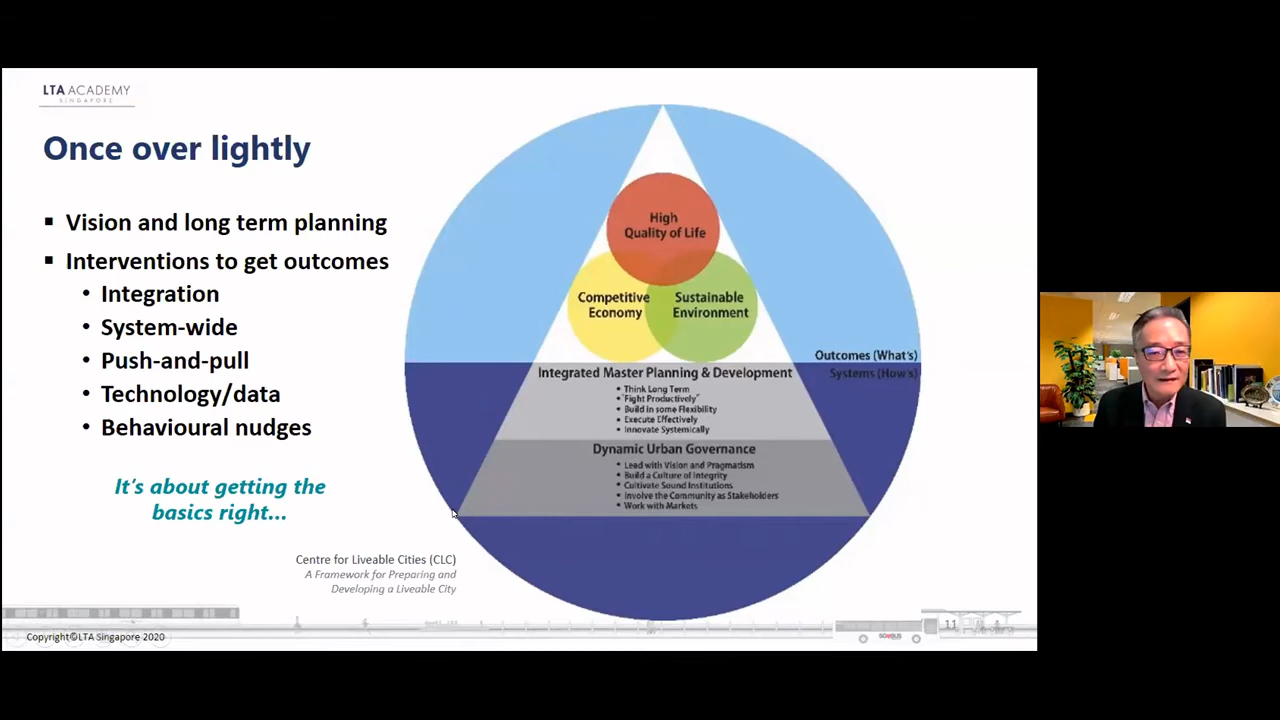 LTA ACADEMY
SINGAPORE
Once over lightly
▪ Vision and long term planning
▪ Interventions to get outcomes
• Integration
• System-wide
• Push-and-pull
• Technology/data
• Behavioural nudges
It's about getting the
basics right...
High
Quality of Life
Competitive
Economy
Sustainable
Environment
Outcomes (What's)
Systems (How's)
Integrated Master Planning & Development
• Think Long Term
• "Fight Productively"
• Build in some Flexibility
• Execute Effectively
• Innovate Systemically
Dynamic Urban Governance
• Lead with Vision and Pragmatism
• Build a Culture of Integrity
• Cultivate Sound Institutions
• Involve the Community as Stakeholders
• Work with Markets
Centre for Liveable Cities (CLC)
A Framework for Preparing and
Developing a Liveable City
Copyright©LTA Singapore 2020
SG♥BUS
11